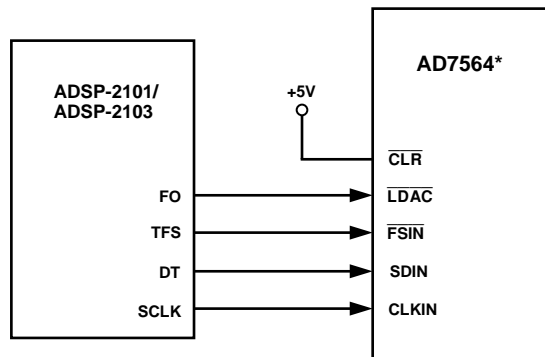 ADSP-2101/
ADSP-2103
FO
TFS
DT
SCLK
+5V
AD7564*
CLR
LDAC
FSIN
SDIN
CLKIN